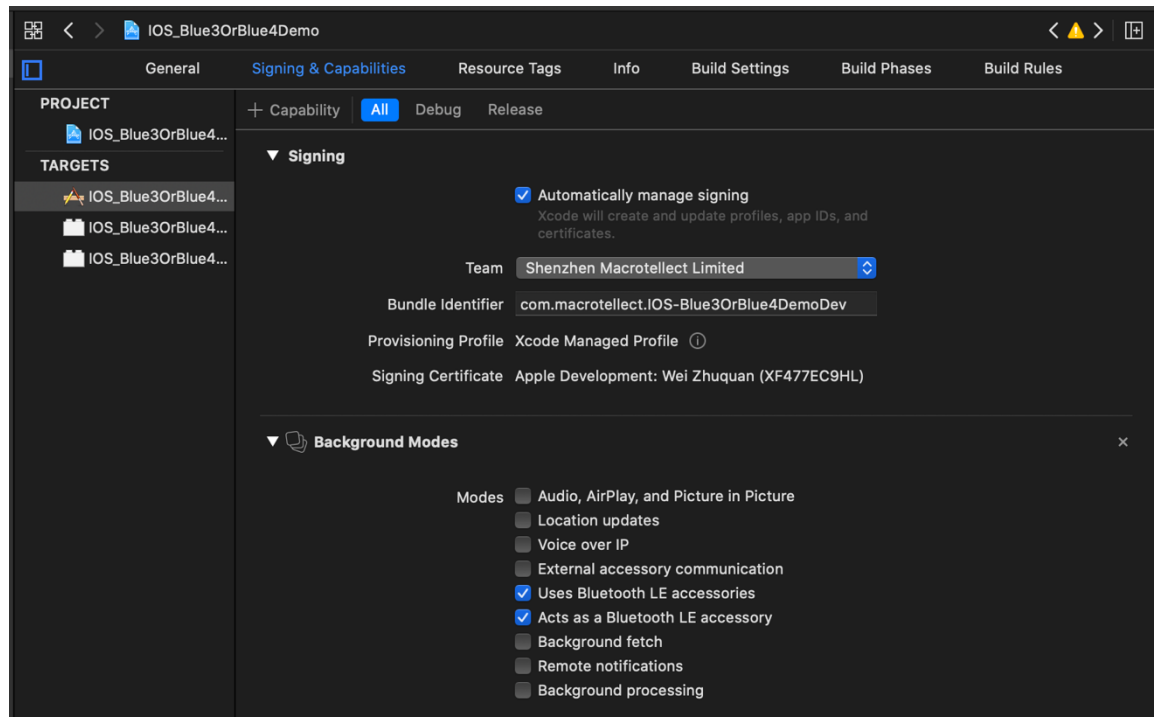 IOS_Blue3OrBlue4Demo
General Signing & Capabilities Resource Tags Info Build Settings Build Phases Build Rules
PROJECT
IOS_Blue3OrBlue4...
TARGETS
IOS_Blue3OrBlue4...
IOS_Blue3OrBlue4...
IOS_Blue3OrBlue4...
+ Capability All Debug Release
Signing
Automatically manage signing
Xcode will create and update profiles, app IDs, and
certificates.
Team Shenzhen Macrotellect Limited
Bundle Identifier com.macrotellect.IOS-Blue3OrBlue4DemoDev
Provisioning Profile Xcode Managed Profile
Signing Certificate Apple Development: Wei Zhuquan (XF477EC9HL)
Background Modes
Modes Audio, AirPlay, and Picture in Picture
Location updates
Voice over IP
External accessory communication
Uses Bluetooth LE accessories
Acts as a Bluetooth LE accessory
Background fetch
Remote notifications
Background processing